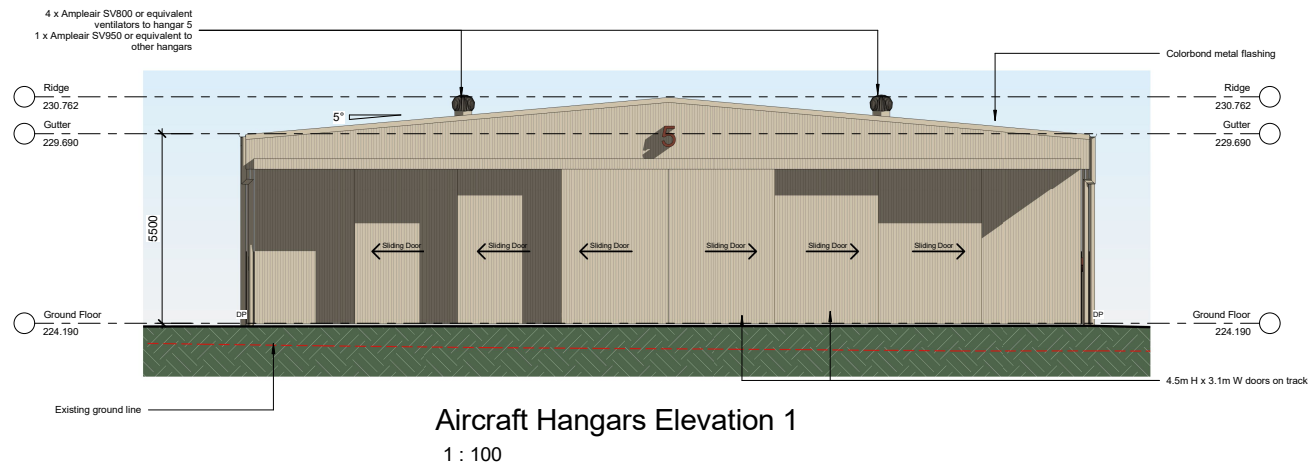 4 x Ampleair SV800 or equivalent
ventilators to hangar 5
1 x Ampleair SV950 or equivalent to
other hangars
Colorbond metal flashing
Ridge
230.762
Ridge
230.762
5°
Gutter
229.690
Gutter
229.690
5
5500
Sliding Door
Sliding Door
Sliding Door
Sliding Door
Sliding Door
Sliding Door
DP
DP
Ground Floor
224.190
Ground Floor
224.190
4.5m H x 3.1m W doors on track
Existing ground line
Aircraft Hangars Elevation 1
1 : 100